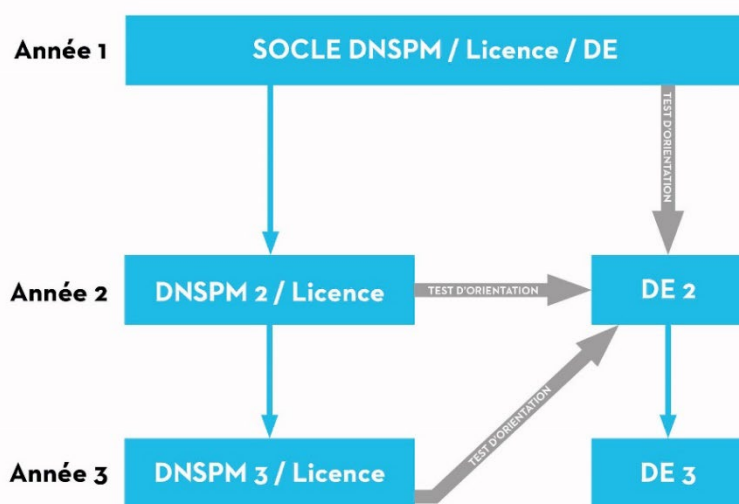 Année 1
SOCLE DNSPM / Licence / DE
TEST D'ORIENTATION
Année 2
DNSPM 2 / Licence
TEST D'ORIENTATION
DE 2
TEST D'ORIENTATION
Année 3
DNSPM 3 / Licence
DE 3